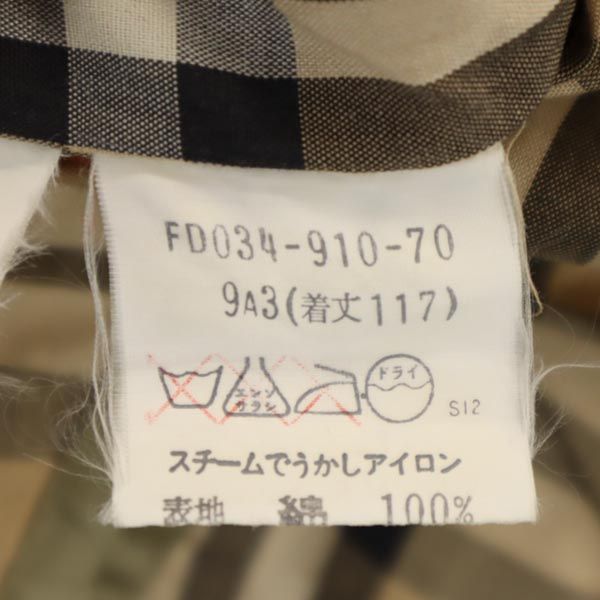 FD034-910-70
9A3(着丈117)
エンソ サラシ ドライ
S12
スチームでうかしアイロン
表地 綿 100%